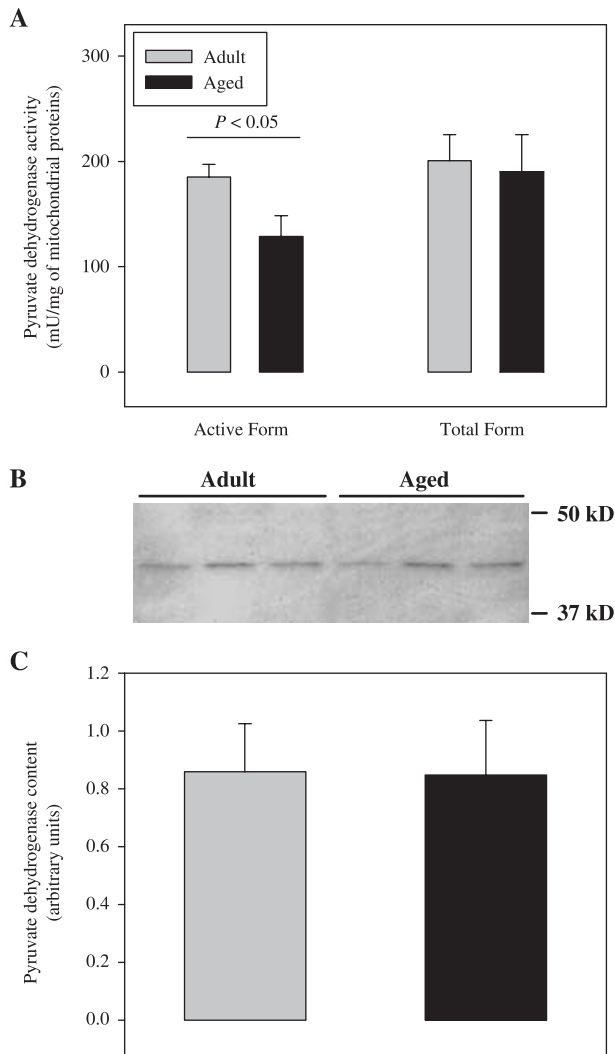 A
Pyruvate dehydrogenase activity
(mU/mg of mitochondrial proteins)
300
200
100
0
Adult
Aged
P < 0.05
Active Form
Total Form
B
Adult
Aged
50 kD
37 kD
C
Pyruvate dehydrogenase content
(arbitrary units)
1.2
1.0
0.8
0.6
0.4
0.2
0.0